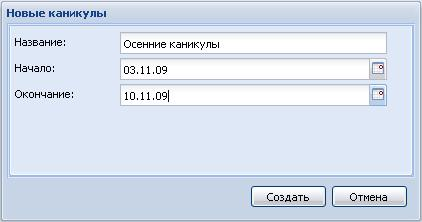 Новые каникулы
Название: Осенние каникулы
Начало: 03.11.09
Окончание: 10.11.09
Создать Отмена